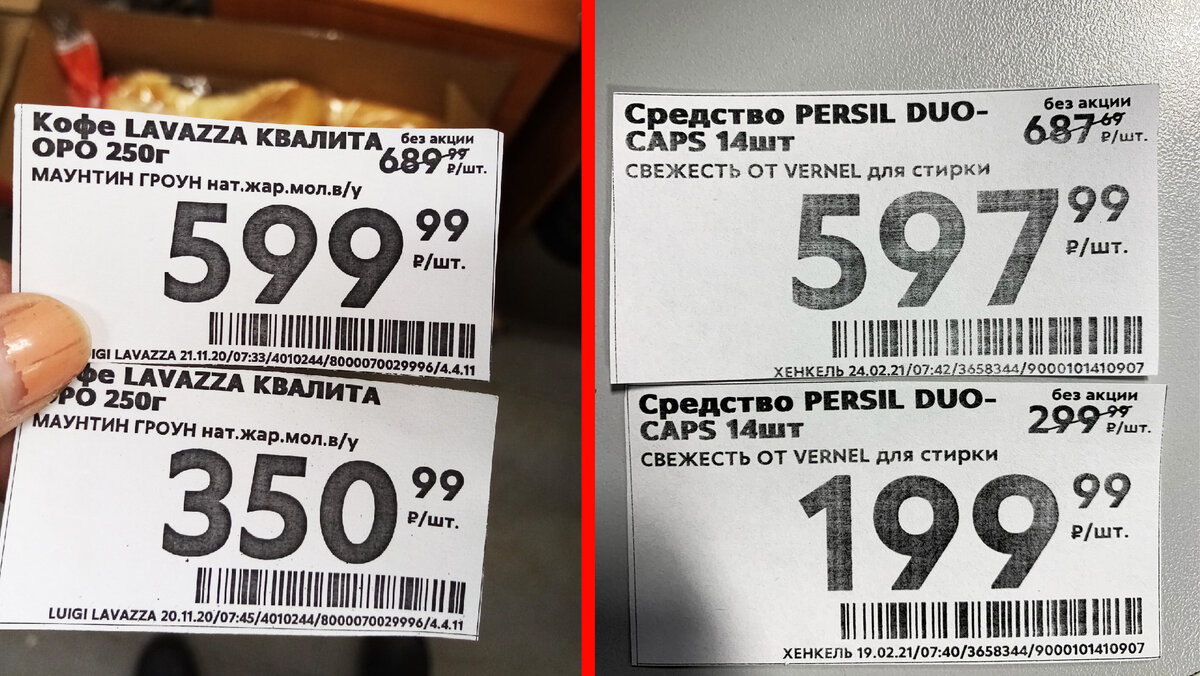 Кофе LAVAZZA КВАЛИТА
ОРО 250г
без акции
689 99
₽/шт.
МАУНТИН ГРОУН нат.жар.мол.в/у
599 99
₽/шт.
IGI LAVAZZA 21.11.20/07:33/4010244/8000070029996/4.4.11
фе LAVAZZA КВАЛИТА
ОРО 250г
МАУНТИН ГРОУН нат.жар.мол.в/у
350 99
₽/шт.
LUIGI LAVAZZA 20.11.20/07:45/4010244/8000070029996/4.4.11
Средство PERSIL DUO-
CAPS 14шт
без акции
687 69
₽/шт.
СВЕЖЕСТЬ ОТ VERNEL для стирки
597 99
₽/шт.
ХЕНКЕЛЬ 24.02.21/07:42/3658344/9000101410907
Средство PERSIL DUO-
CAPS 14шт
без акции
299 99
₽/шт.
СВЕЖЕСТЬ ОТ VERNEL для стирки
199 99
₽/шт.
ХЕНКЕЛЬ 19.02.21/07:40/3658344/9000101410907